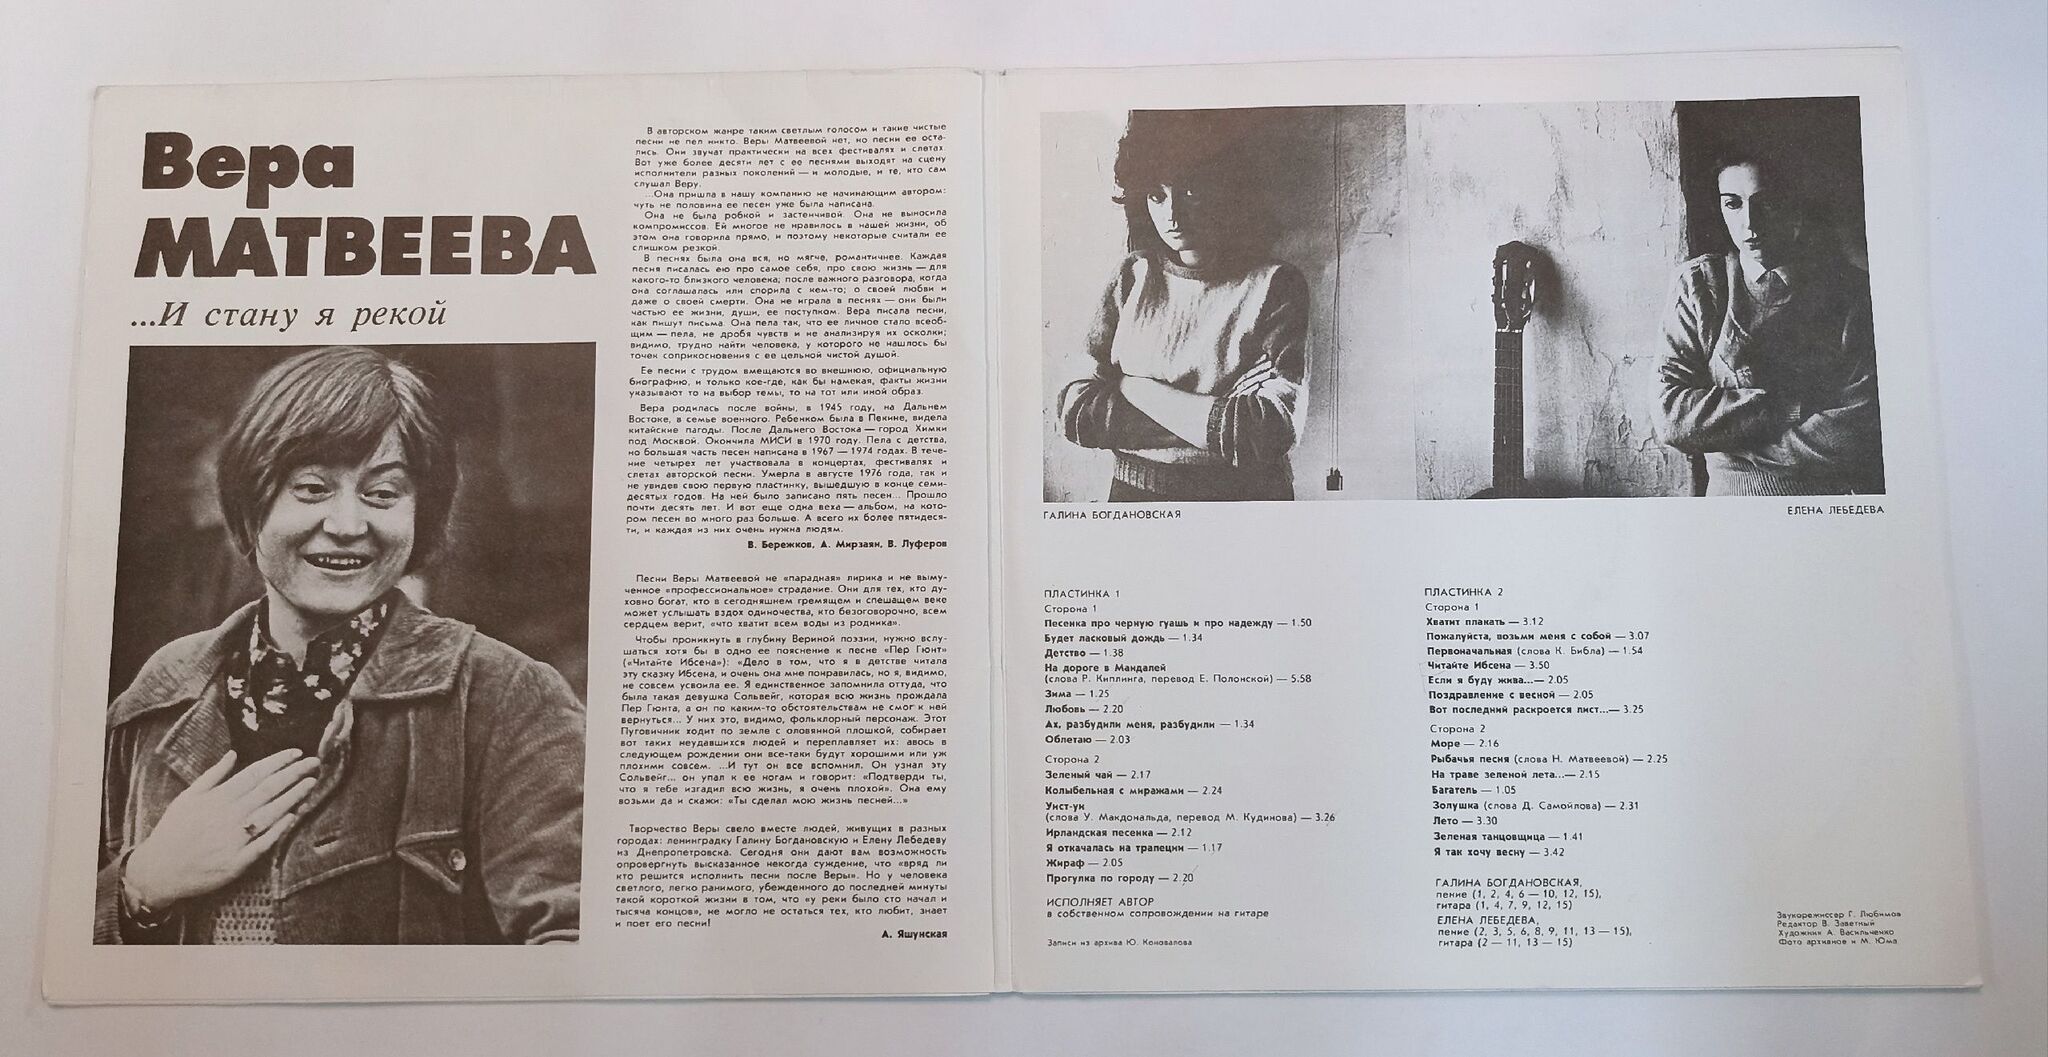 Вера
МАТВЕЕВА
...И стану я рекой
В авторском жанре таким светлым голосом и такие чистые
песни не пел никто. Веры Матвеевой нет, но песни ее оста-
лись. Они звучат практически на всех фестивалях и слетах.
Вот уже более десяти лет с ее песнями выходят на сцену
исполнители разных поколений — и молодые, и те, кто сам
слушал Веру.
...Она пришла в нашу компанию не начинающим автором:
чуть не половина ее песен уже была написана.
Она не была робкой и застенчивой. Она не выносила
компромиссов. Ей многое не нравилось в нашей жизни, об
этом она говорила прямо, и поэтому некоторые считали ее
слишком резкой.
В песнях была она вся, но мягче, романтичнее. Каждая
песня писалась ею про самое себя, про свою жизнь — для
какого-то близкого человека; после важного разговора, когда
она соглашалась или спорила с кем-то; о своей любви и
даже о своей смерти. Она не играла в песнях — они были
частью ее жизни, души, ее поступком. Вера писала песни,
как пишут письма. Она пела так, что ее личное стало всеоб-
щим — пела, не дробя чувств и не анализируя их осколки;
видимо, трудно найти человека, у которого не нашлось бы
точек соприкосновения с ее цельной чистой душой.
Ее песни с трудом вмещаются во внешнюю, официальную
биографию, и только кое-где, как бы намекая, факты жизни
указывают то на выбор темы, то на тот или иной образ.
Вера родилась после войны, в 1945 году, на Дальнем
Востоке, в семье военного. Ребенком была в Пекине, видела
китайские пагоды. После Дальнего Востока — город Химки
под Москвой. Окончила МИСИ в 1970 году. Пела с детства,
но большая часть песен написана в 1967 — 1974 годах. В тече-
ние четырех лет участвовала в концертах, фестивалях и
слетах авторской песни. Умерла в августе 1976 года, так и
не увидев свою первую пластинку, вышедшую в конце семи-
десятых годов. На ней было записано пять песен... Прошло
почти десять лет. И вот еще одна веха — альбом, на кото-
ром песен во много раз больше. А всего их более пятидеся-
ти, и каждая из них очень нужна людям.
В. Бережков, А. Мирзаян, В. Луферов
Песни Веры Матвеевой не «парадная» лирика и не выму-
ченное «профессиональное» страдание. Они для тех, кто ду-
ховно богат, кто в сегодняшнем гремящем и спешащем веке
может услышать вздох одиночества, кто безоговорочно, всем
сердцем верит, «что хватит всем воды из родника».
Чтобы проникнуть в глубину Вериной поэзии, нужно вслу-
шаться хотя бы в одно ее пояснение к песне «Пер Гюнт»
(«Читайте Ибсена»): «Дело в том, что я в детстве читала
эту сказку Ибсена, и очень она мне понравилась, но я, видимо,
не совсем усвоила ее. Я единственное запомнила оттуда, что
была такая девушка Сольвейг, которая всю жизнь прождала
Пер Гюнта, а он по каким-то обстоятельствам не смог к ней
вернуться... У них это, видимо, фольклорный персонаж. Этот
Пуговичник ходит по земле с оловянной плошкой, собирает
вот таких неудавшихся людей и переплавляет их: авось в
следующем рождении они все-таки будут хорошими или уж
плохими совсем. ...И тут он все вспомнил. Он узнал эту
Сольвейг... он упал к ее ногам и говорит: «Подтверди ты,
что я тебе изгадил всю жизнь, я очень плохой». Она ему
возьми да и скажи: «Ты сделал мою жизнь песней...»
Творчество Веры свело вместе людей, живущих в разных
городах: ленинградку Галину Богдановскую и Елену Лебедеву
из Днепропетровска. Сегодня они дают вам возможность
опровергнуть высказанное некогда суждение, что «вряд ли
кто решится исполнить песни после Веры». Но у человека
светлого, легко ранимого, убежденного до последней минуты
такой короткой жизни в том, что «у реки было сто начал и
тысяча концов», не могло не остаться тех, кто любит, знает
и поет его песни!
А. Яшунская
ГАЛИНА БОГДАНОВСКАЯ
ЕЛЕНА ЛЕБЕДЕВА
ПЛАСТИНКА 1
Сторона 1
Песенка про черную гуашь и про надежду — 1.50
Будет ласковый дождь — 1.34
Детство — 1.38
На дороге в Мандалей
(слова Р. Киплинга, перевод Е. Полонской) — 5.58
Зима — 1.25
Любовь — 2.20
Ах, разбудили меня, разбудили — 1.34
Облетаю — 2.03
Сторона 2
Зеленый чай — 2.17
Колыбельная с миражами — 2.24
Уист-ук
(слова У. Макдональда, перевод М. Кудинова) — 3.26
Ирландская песенка — 2.12
Я откачалась на трапеции — 1.17
Жираф — 2.05
Прогулка по городу — 2.20
ИСПОЛНЯЕТ АВТОР
в собственном сопровождении на гитаре
Записи из архива Ю. Коновалова
ПЛАСТИНКА 2
Сторона 1
Хватит плакать — 3.12
Пожалуйста, возьми меня с собой — 3.07
Первоначальная (слова К. Библа) — 1.54
Читайте Ибсена — 3.50
Если я буду жива...— 2.05
Поздравление с весной — 2.05
Вот последний раскроется лист...— 3.25
Сторона 2
Море — 2.16
Рыбачья песня (слова Н. Матвеевой) — 2.25
На траве зеленой лета...— 2.15
Багатель — 1.05
Золушка (слова Д. Самойлова) — 2.31
Лето — 3.30
Зеленая танцовщица — 1.41
Я так хочу весну — 3.42
ГАЛИНА БОГДАНОВСКАЯ,
пение (1, 2, 4, 6 — 10, 12, 15),
гитара (1, 4, 7, 9, 12, 15)
ЕЛЕНА ЛЕБЕДЕВА,
пение (2, 3, 5, 6, 8, 9, 11, 13 — 15),
гитара (2 — 11, 13 — 15)
Звукорежиссер Г. Любимов
Редактор В. Заветный
Художник А. Васильченко
Фото архивное и М. Юма